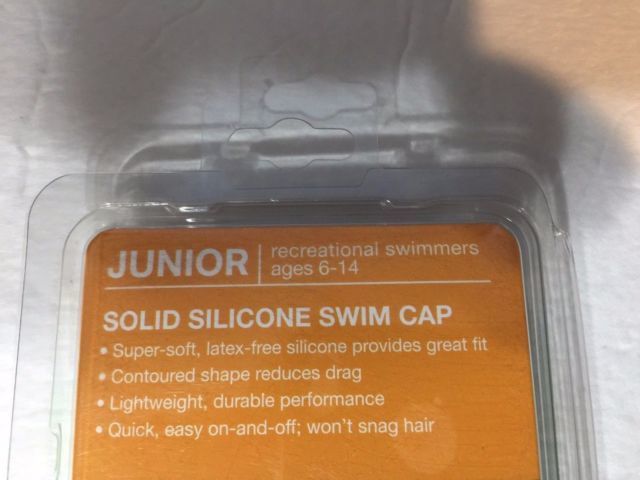 JUNIOR
recreational swimmers
ages 6-14
SOLID SILICONE SWIM CAP
• Super-soft, latex-free silicone provides great fit
• Contoured shape reduces drag
• Lightweight, durable performance
• Quick, easy on-and-off; won't snag hair